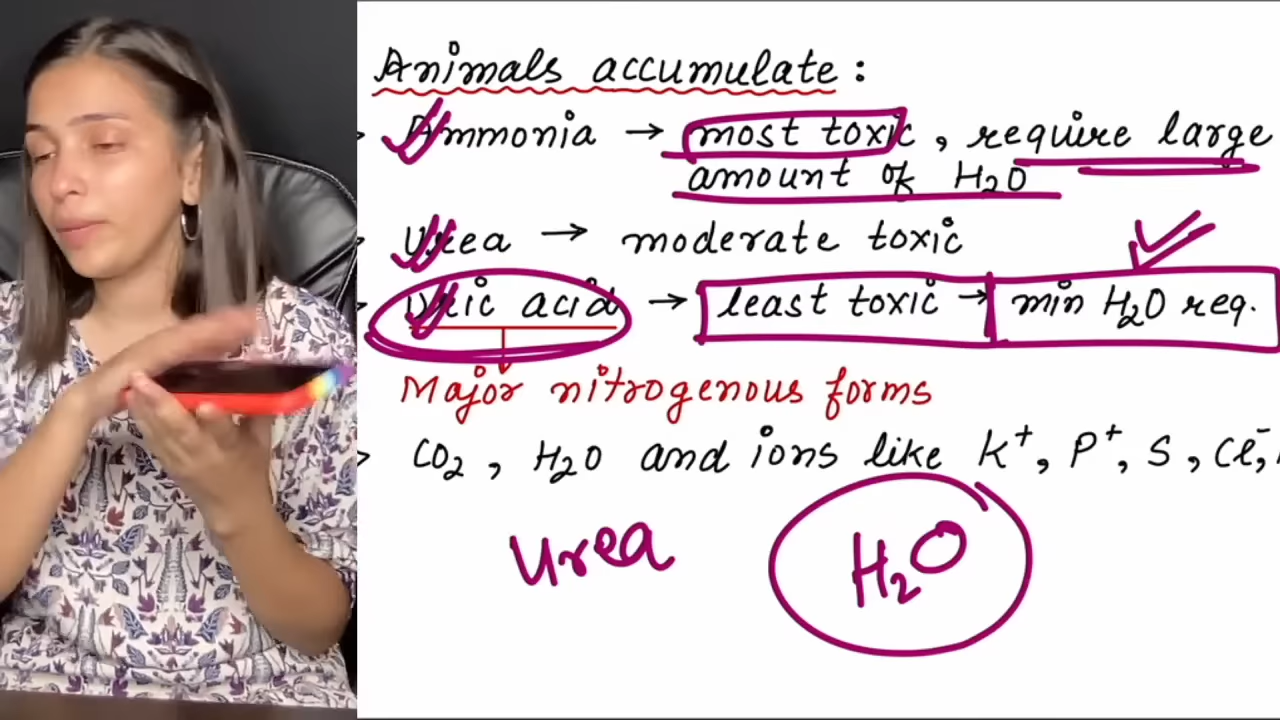 Animals accumulate :
Ammonia → most toxic , require large
amount of H2O
Urea → moderate toxic
Uric acid → least toxic → min H2O req.
Major nitrogenous forms
CO2 , H2O and ions like K+, P+, S , Cl-,
Urea H2O